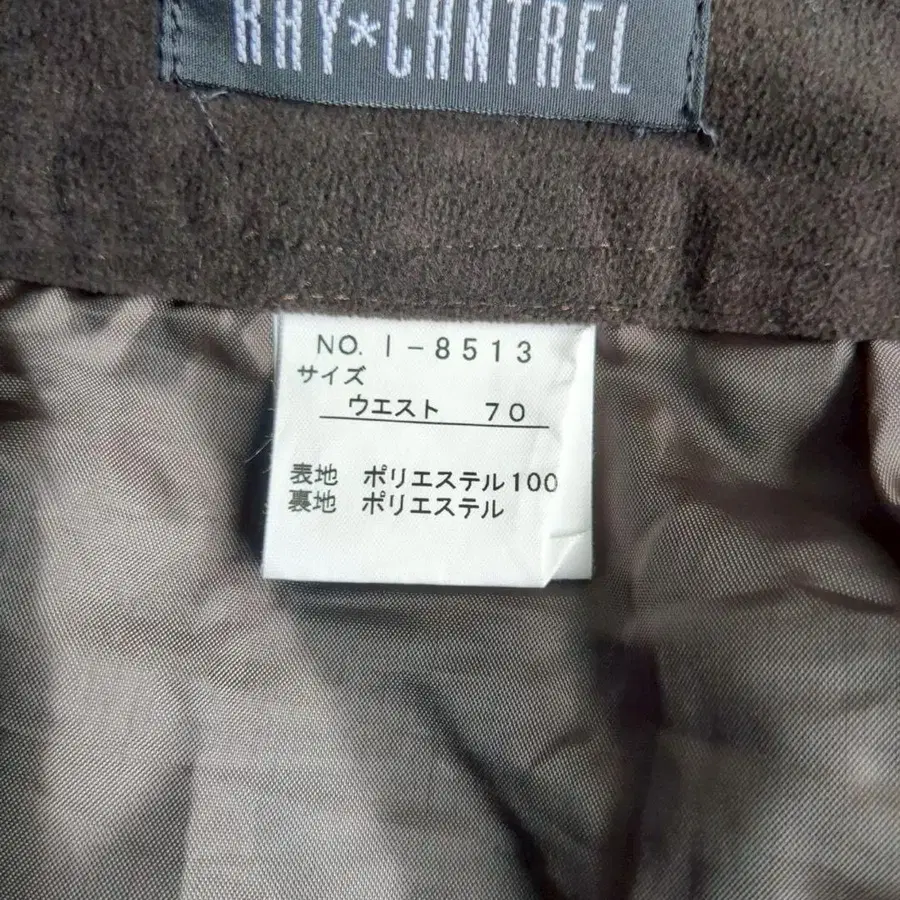 RAY*CANTREL
NO. I-8513
サイズ
ウエスト 70
表地 ポリエステル100
裏地 ポリエステル